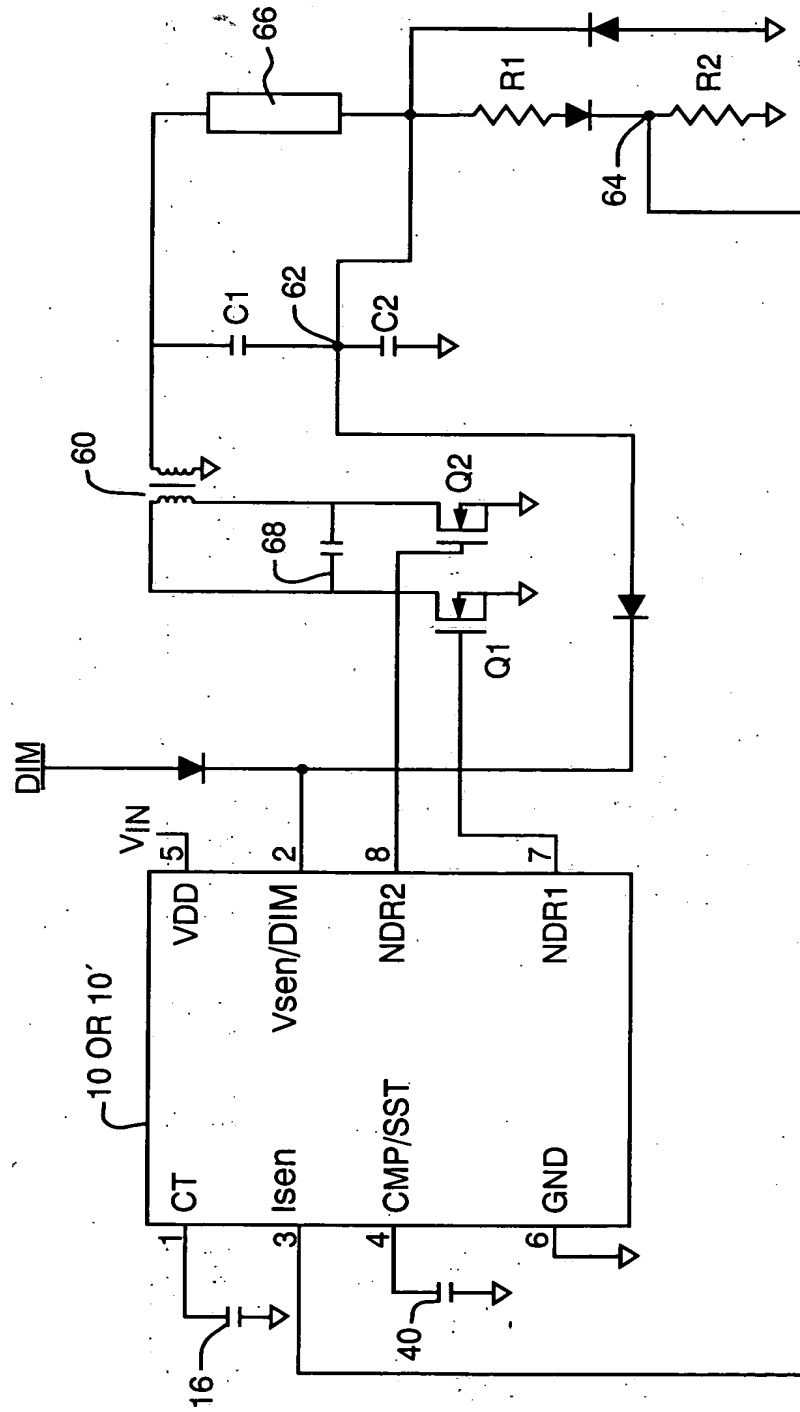 66
R1
R2
64
C1
62
C2
60
68
Q2
Q1
DIM
VIN
5
2
8
7
VDD
Vsen/DIM
NDR2
NDR1
10 OR 10′
CT
Isen
CMP/SST
GND
1
3
4
6
16
40